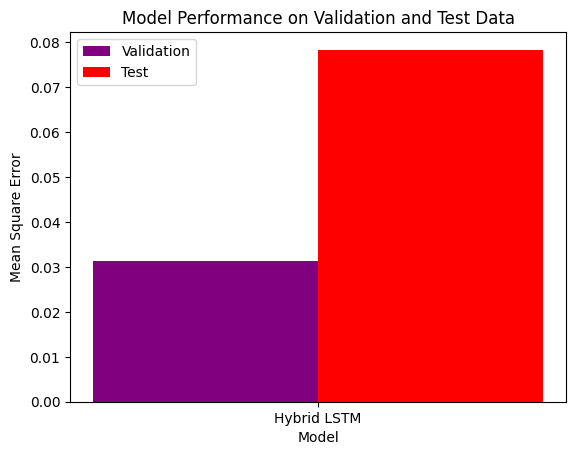 Model Performance on Validation and Test Data
Validation
Test
0.08
0.07
0.06
0.05
0.04
0.03
0.02
0.01
0.00
Mean Square Error
Hybrid LSTM
Model